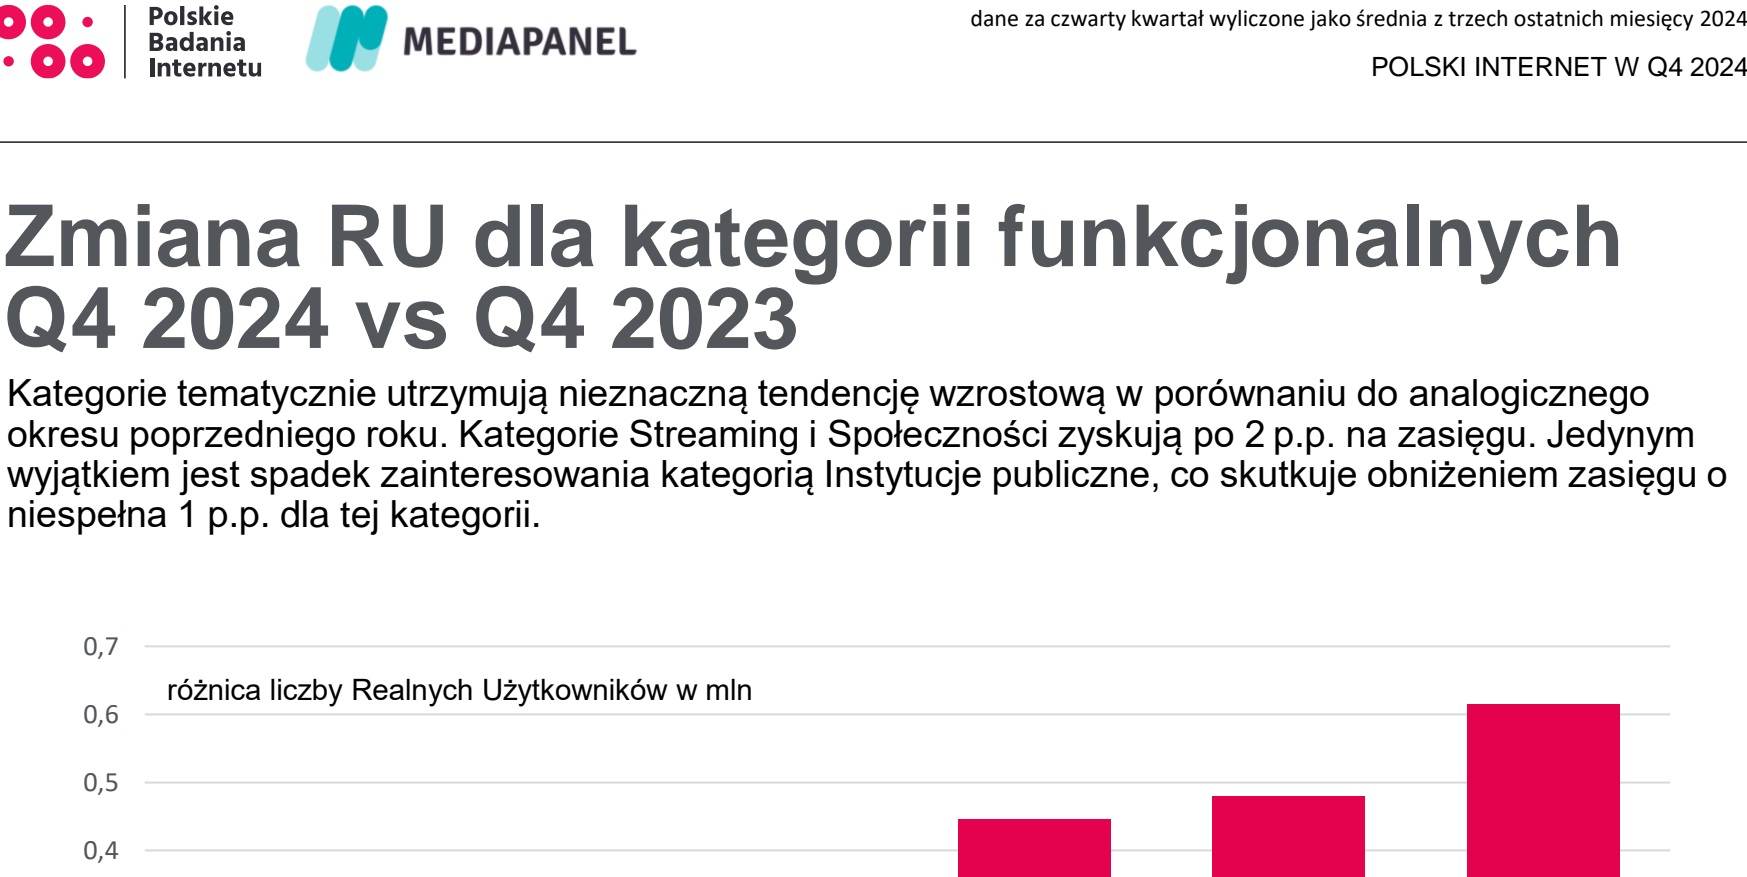 Polskie
Badania
Internetu
MEDIAPANEL
dane za czwarty kwartał wyliczone jako średnia z trzech ostatnich miesięcy 2024
POLSKI INTERNET W Q4 2024
Zmiana RU dla kategorii funkcjonalnych
Q4 2024 vs Q4 2023
Kategorie tematycznie utrzymują nieznaczną tendencję wzrostową w porównaniu do analogicznego
okresu poprzedniego roku. Kategorie Streaming i Społeczności zyskują po 2 p.p. na zasięgu. Jedynym
wyjątkiem jest spadek zainteresowania kategorią Instytucje publiczne, co skutkuje obniżeniem zasięgu o
niespełna 1 p.p. dla tej kategorii.
0,7
różnica liczby Realnych Użytkowników w mln
0,6
0,5
0,4